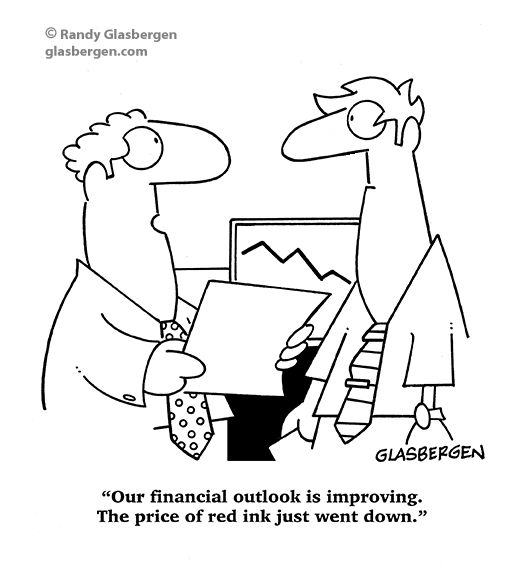 © Randy Glasbergen
glasbergen.com
GLASBERGEN
“Our financial outlook is improving.
The price of red ink just went down.”